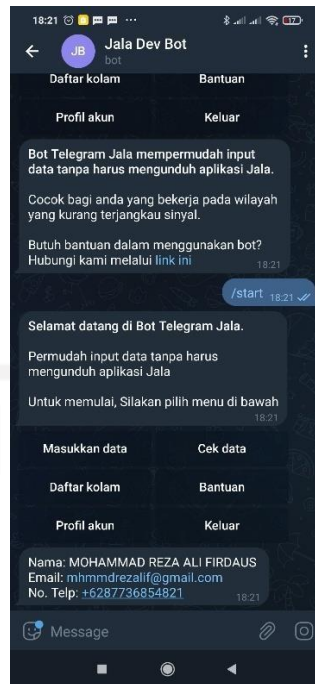 18:21
17
JB
Jala Dev Bot
bot
Daftar kolam
Bantuan
Profil akun
Keluar
Bot Telegram Jala mempermudah input
data tanpa harus mengunduh aplikasi Jala.
Cocok bagi anda yang bekerja pada wilayah
yang kurang terjangkau sinyal.
Butuh bantuan dalam menggunakan bot?
Hubungi kami melalui link ini
18:21
/start 18:21
Selamat datang di Bot Telegram Jala.
Permudah input data tanpa harus
mengunduh aplikasi Jala
Untuk memulai, Silakan pilih menu di bawah
18:21
Masukkan data
Cek data
Daftar kolam
Bantuan
Profil akun
Keluar
Nama: MOHAMMAD REZA ALI FIRDAUS
Email: mhmmdrezalif@gmail.com
No. Telp: +6287736854821
18:21
Message